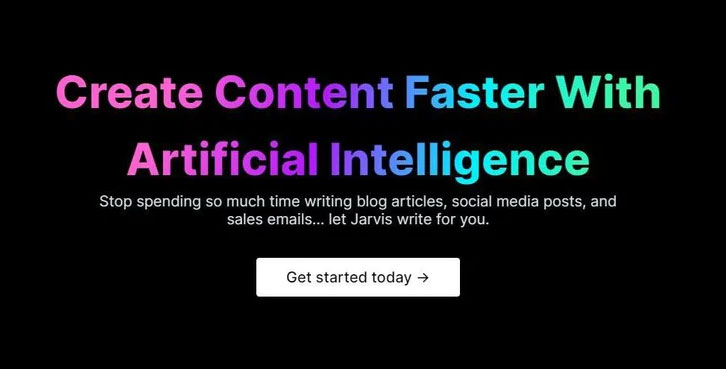 Create Content Faster With
Artificial Intelligence
Stop spending so much time writing blog articles, social media posts, and
sales emails... let Jarvis write for you.
Get started today →